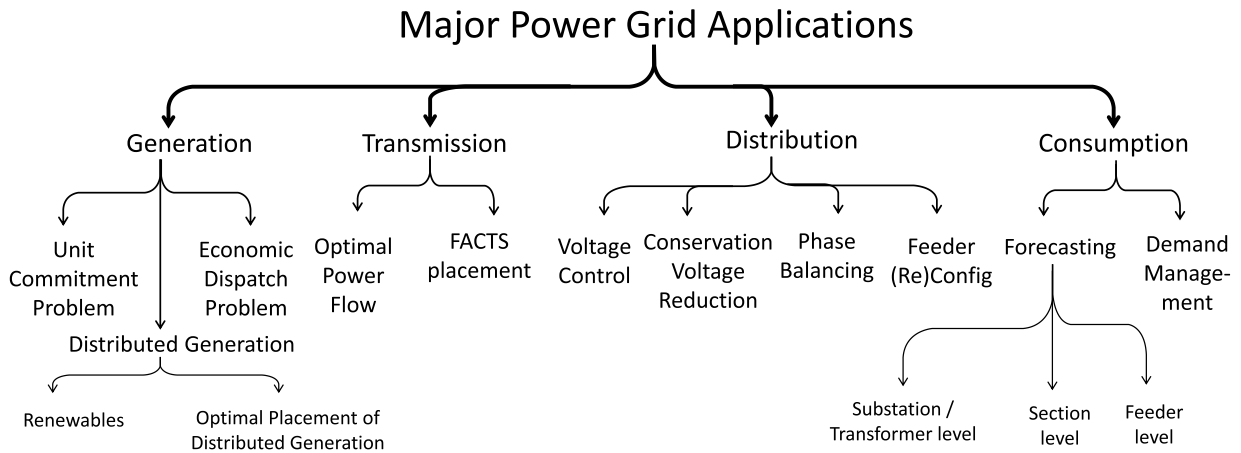 Major Power Grid Applications
Generation
Transmission
Distribution
Consumption
Unit
Commitment
Problem
Economic
Dispatch
Problem
Optimal
Power
Flow
FACTS
placement
Voltage
Control
Conservation
Voltage
Reduction
Phase
Balancing
Feeder
(Re)Config
Forecasting
Demand
Manage-
ment
Distributed Generation
Renewables
Optimal Placement of
Distributed Generation
Substation /
Transformer level
Section
level
Feeder
level